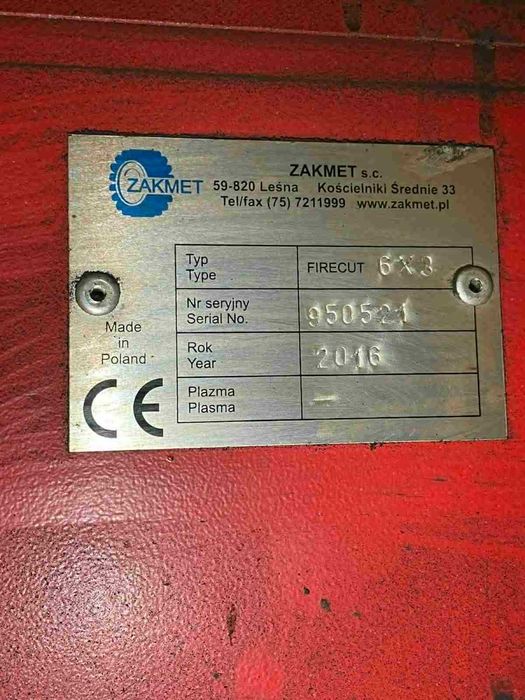 ZAKMET
ZAKMET s.c.
59-820 Leśna Kościelniki Średnie 33
Tel/fax (75) 7211999 www.zakmet.pl
Typ
Type
FIRECUT 6X3
Nr seryjny
Serial No.
950521
Rok
Year
2016
Plazma
Plasma
–
Made
in
Poland
CE